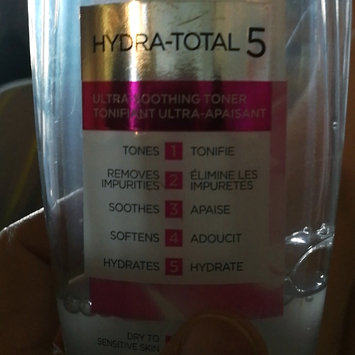 HYDRA-TOTAL 5
ULTRA SOOTHING TONER
TONIFIANT ULTRA-APAISANT
TONES 1 TONIFIE
REMOVES IMPURITIES 2 ÉLIMINE LES IMPURETÉS
SOOTHES 3 APAISE
SOFTENS 4 ADOUCIT
HYDRATES 5 HYDRATE
DRY TO
SENSITIVE SKIN